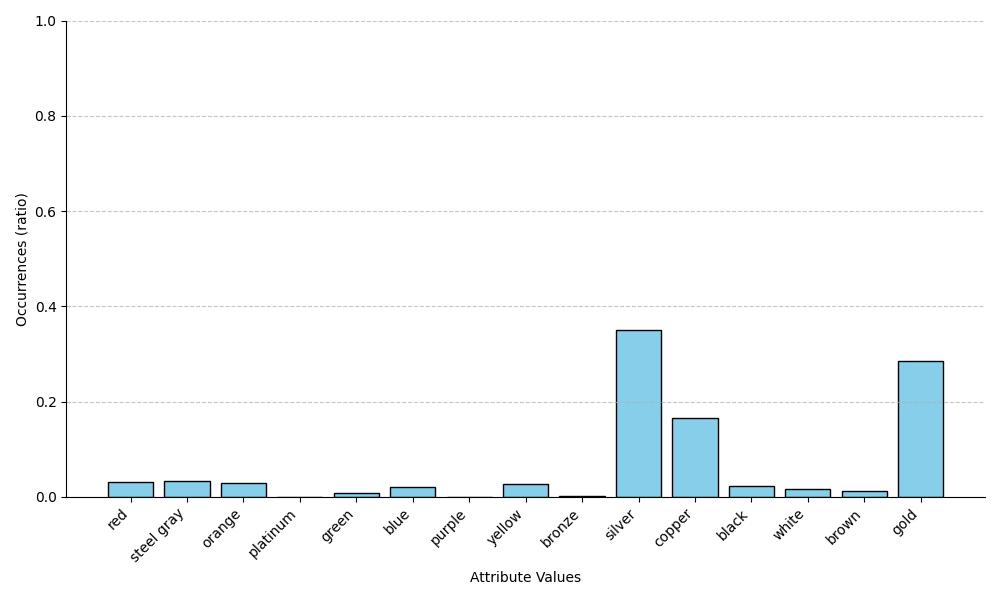 1.0
0.8
0.6
0.4
0.2
0.0
Occurrences (ratio)
red
steel gray
orange
platinum
green
blue
purple
yellow
bronze
silver
copper
black
white
brown
gold
Attribute Values